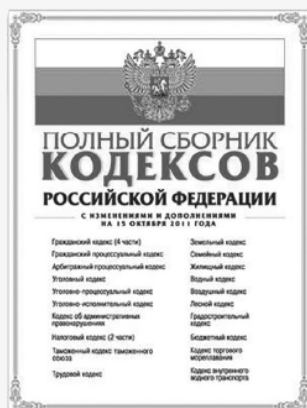 ПОЛНЫЙ СБОРНИК
КОДЕКСОВ
РОССИЙСКОЙ ФЕДЕРАЦИИ
С ИЗМЕНЕНИЯМИ И ДОПОЛНЕНИЯМИ
НА 15 ОКТЯБРЯ 2011 ГОДА
Гражданский кодекс (4 части)
Гражданский процессуальный кодекс
Арбитражный процессуальный кодекс
Уголовный кодекс
Уголовно-процессуальный кодекс
Уголовно-исполнительный кодекс
Кодекс об административных
правонарушениях
Налоговый кодекс (2 части)
Таможенный кодекс таможенного
союза
Трудовой кодекс
Земельный кодекс
Семейный кодекс
Жилищный кодекс
Водный кодекс
Воздушный кодекс
Лесной кодекс
Градостроительный
кодекс
Бюджетный кодекс
Кодекс торгового
мореплавания
Кодекс внутреннего
водного транспорта